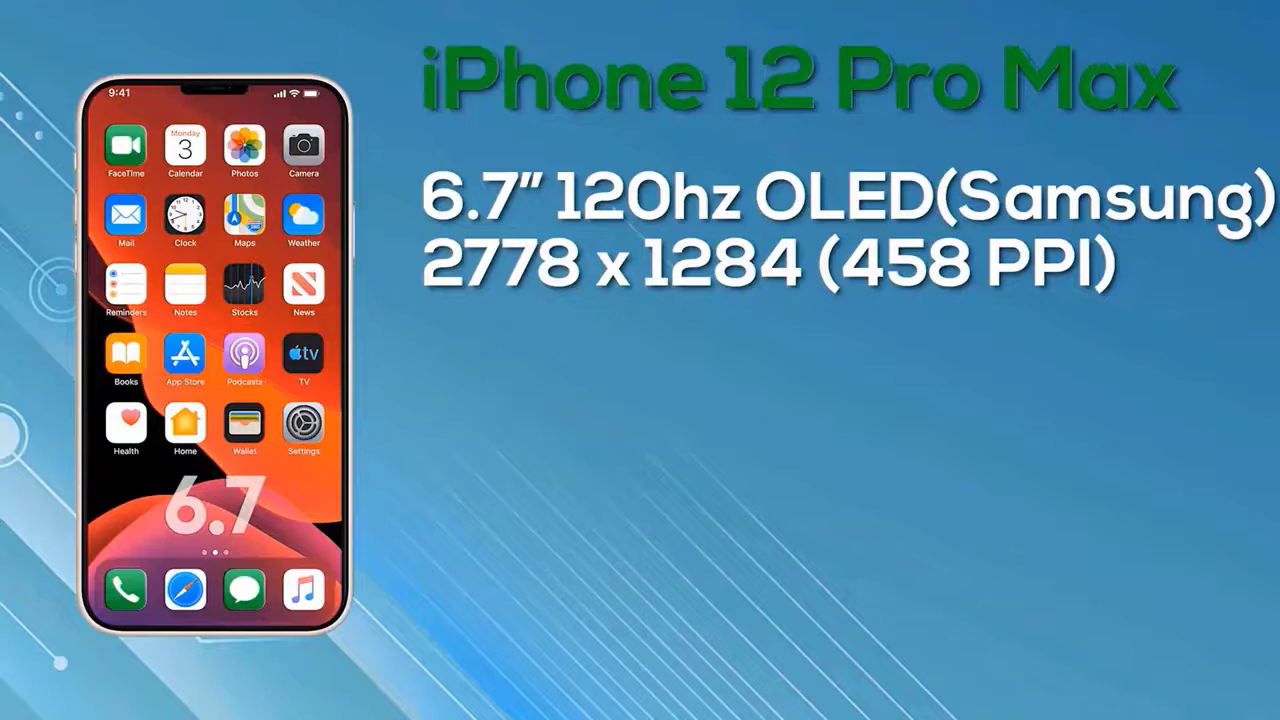 iPhone 12 Pro Max
6.7” 120hz OLED(Samsung)
2778 x 1284 (458 PPI)
9:41
Monday
3
FaceTime Calendar Photos Camera
Mail Clock Maps Weather
Reminders Notes Stocks News
tv
Books App Store Podcasts TV
Health Home Wallet Settings
6.7